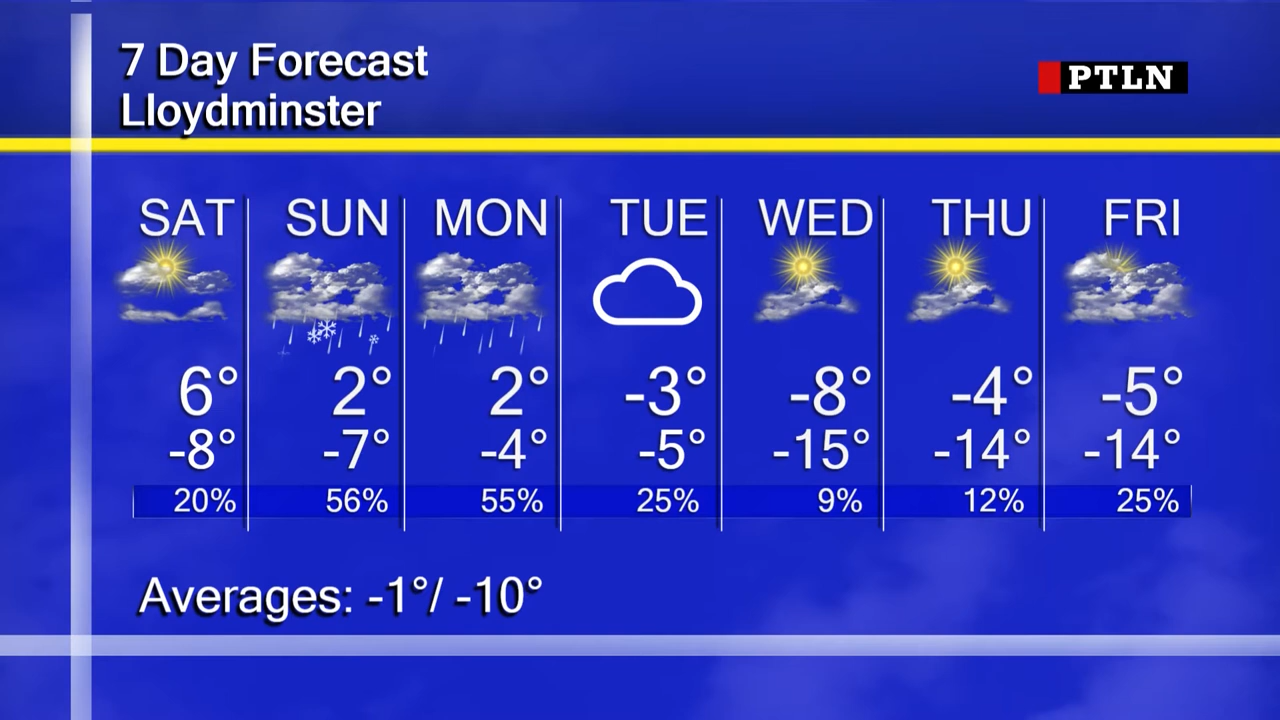 7 Day Forecast
Lloydminster
PTLN
SAT SUN MON TUE WED THU FRI
6° 2° 2° -3° -8° -4° -5°
-8° -7° -4° -5° -15° -14° -14°
20% 56% 55% 25% 9% 12% 25%
Averages: -1°/ -10°